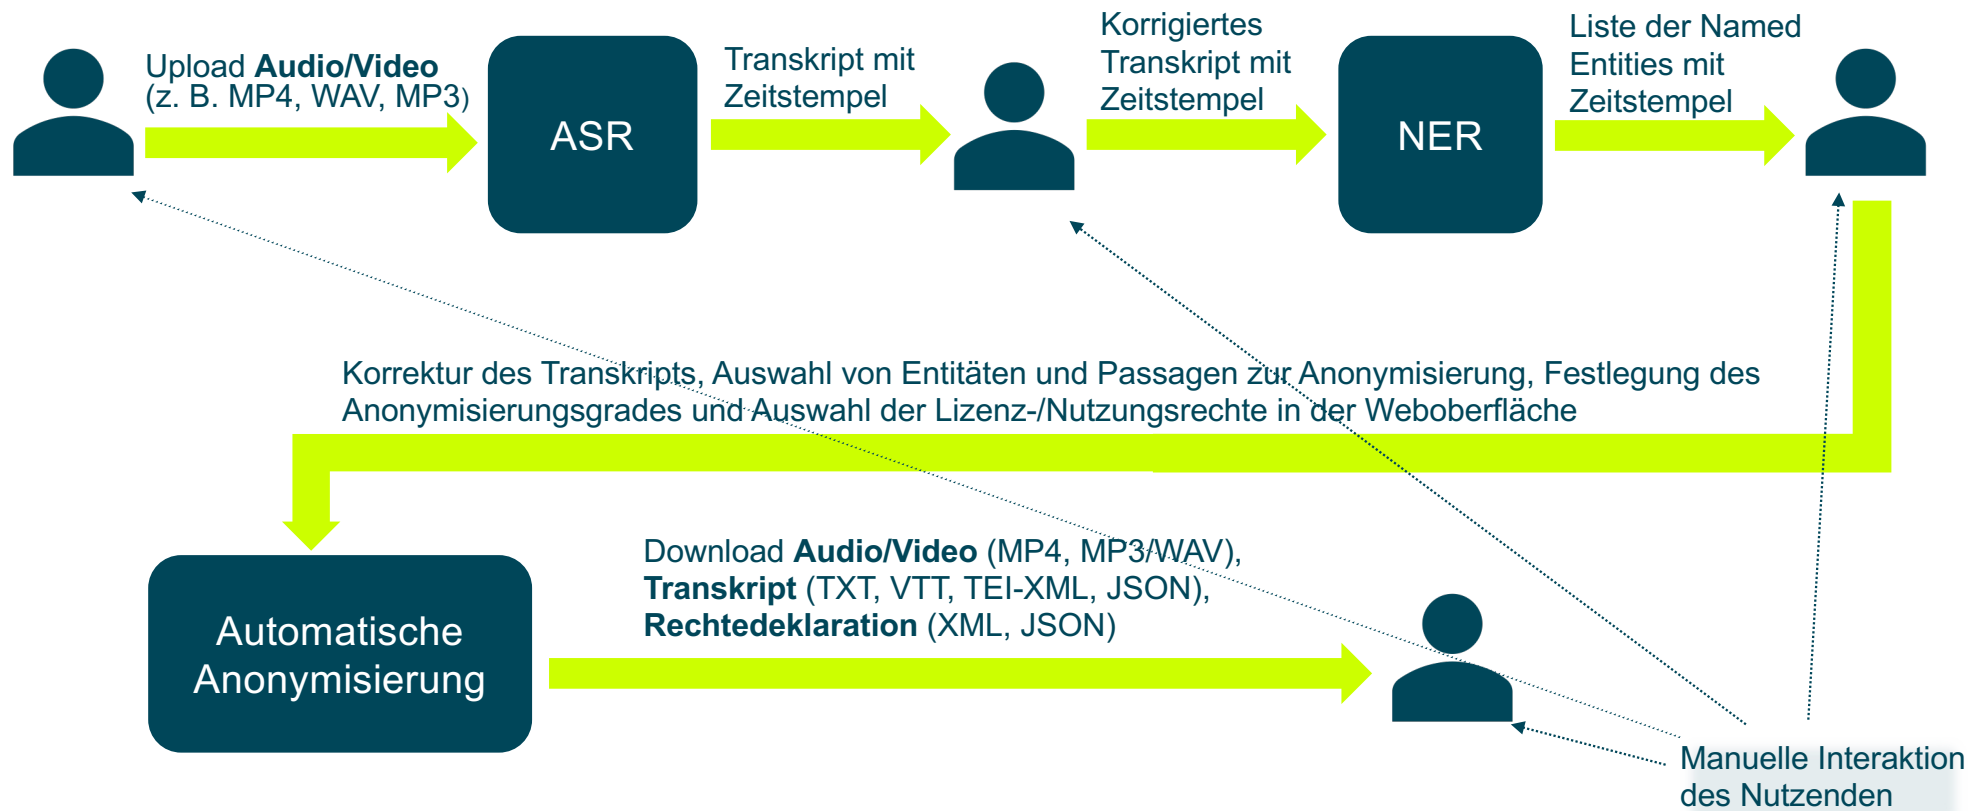 Upload Audio/Video
(z. B. MP4, WAV, MP3)
ASR
Transkript mit
Zeitstempel
Korrigiertes
Transkript mit
Zeitstempel
NER
Liste der Named
Entities mit
Zeitstempel
Korrektur des Transkripts, Auswahl von Entitäten und Passagen zur Anonymisierung, Festlegung des
Anonymisierungsgrades und Auswahl der Lizenz-/Nutzungsrechte in der Weboberfläche
Automatische
Anonymisierung
Download Audio/Video (MP4, MP3/WAV),
Transkript (TXT, VTT, TEI-XML, JSON),
Rechtedeklaration (XML, JSON)
Manuelle Interaktion
des Nutzenden